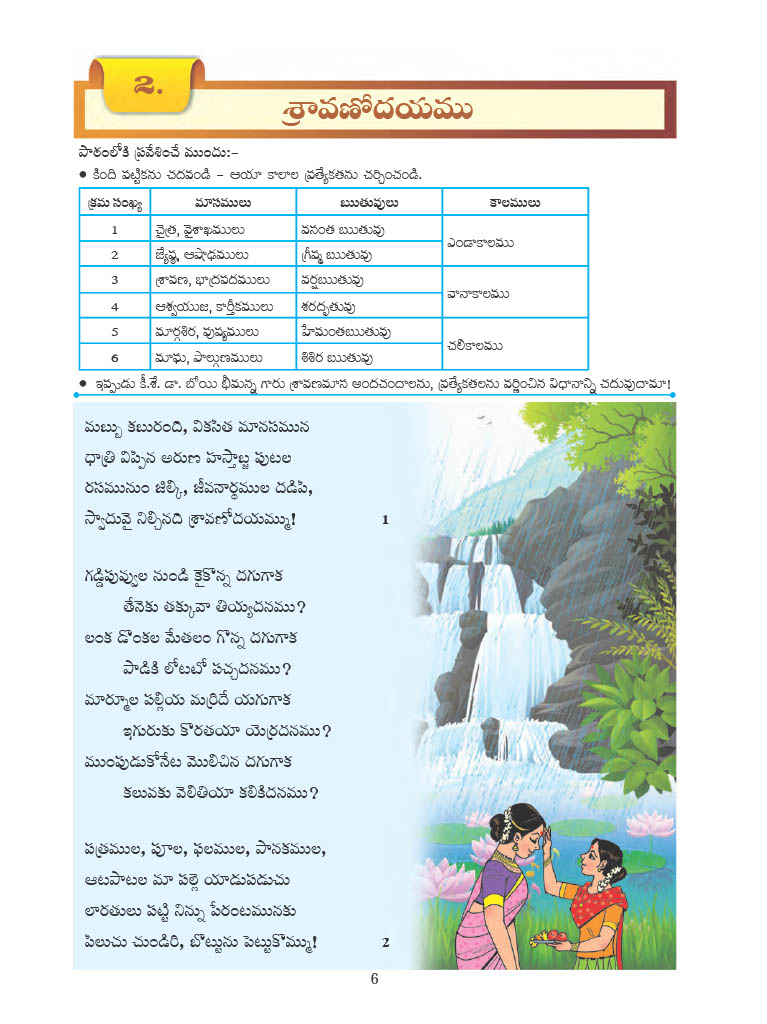 2.
శ్రావణోదయము
పాఠంలోకి ప్రవేశించే ముందు:–
● కింది పట్టికను చదవండి – ఆయా కాలాల ప్రత్యేకతను చర్చించండి.
క్రమ సంఖ్య మాసములు ఋతువులు కాలములు
1 చైత్ర, వైశాఖములు వసంత ఋతువు ఎండాకాలము
2 జ్యేష్ఠ, ఆషాఢములు గ్రీష్మ ఋతువు
3 శ్రావణ, భాద్రపదములు వర్షఋతువు వానాకాలము
4 ఆశ్వయుజ, కార్తీకములు శరదృతువు
5 మార్గశిర, పుష్యములు హేమంతఋతువు చలికాలము
6 మాఘ, పాల్గుణములు శిశిర ఋతువు
● ఇప్పుడు కీ.శే. డా. బోయి భీమన్న గారు శ్రావణమాస అందచందాలను, ప్రత్యేకతలను వర్ణించిన విధానాన్ని చదువుదామా!
మబ్బు కబురంది, వికసిత మానసమున
ధాత్రి విప్పిన అరుణ హస్తాబ్జ పుటల
రసమునుం జిల్కి, జీవనార్థముల దడిపి,
స్వాదువై నిల్చినది శ్రావణోదయమ్ము! 1
గడ్డిపువ్వుల నుండి కైకొన్న దగుగాక
తేనెకు తక్కువా తియ్యదనము?
లంక డొంకల మేతలం గొన్న దగుగాక
పాడికి లోటటో పచ్చదనము?
మార్మూల పల్లియ మర్రిదే యగుగాక
ఇగురుకు కొరతయా యెర్రదనము?
ముంపుడుకోనేట మొలిచిన దగుగాక
కలువకు వెలితియా కలికిదనము?
పత్రముల, పూల, ఫలముల, పానకముల,
ఆటపాటల మా పల్లె యాడుపడుచు
లారతులు పట్టి నిన్ను పేరంటమునకు
పిలుచు చుండిరి, బొట్టును పెట్టుకొమ్ము! 2
6